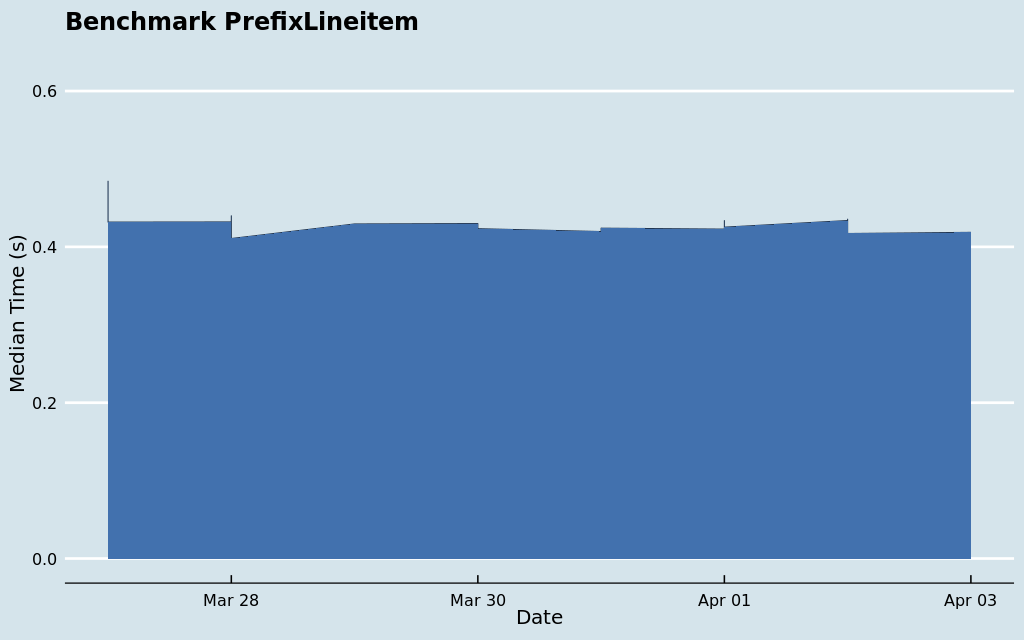 Benchmark PrefixLineitem
0.6
0.4
0.2
0.0
Median Time (s)
Mar 28 Mar 30 Apr 01 Apr 03
Date